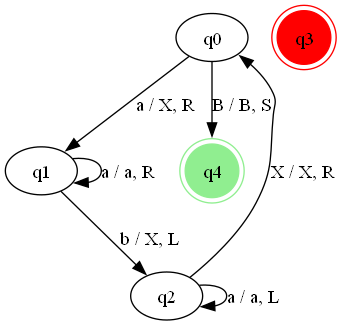 q0
q3
a / X, R
B / B, S
q1
a / a, R
q4
X / X, R
b / X, L
q2
a / a, L